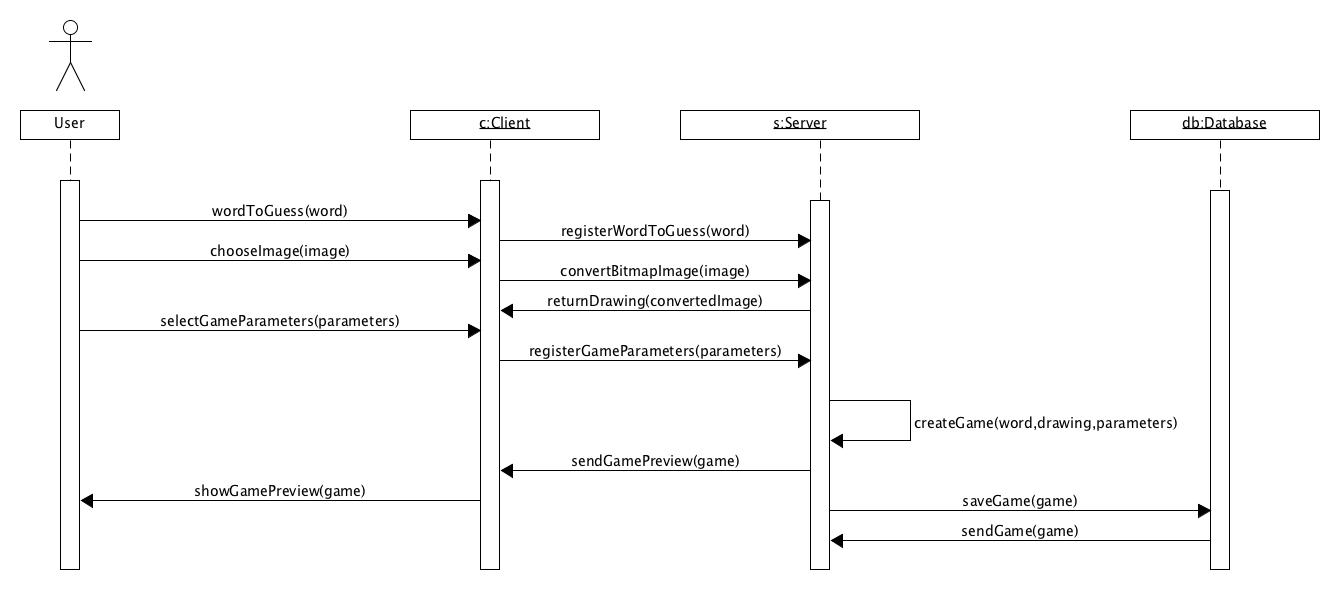 User
c:Client
s:Server
db:Database
wordToGuess(word)
registerWordToGuess(word)
chooseImage(image)
convertBitmapImage(image)
returnDrawing(convertedImage)
selectGameParameters(parameters)
registerGameParameters(parameters)
createGame(word,drawing,parameters)
sendGamePreview(game)
showGamePreview(game)
saveGame(game)
sendGame(game)